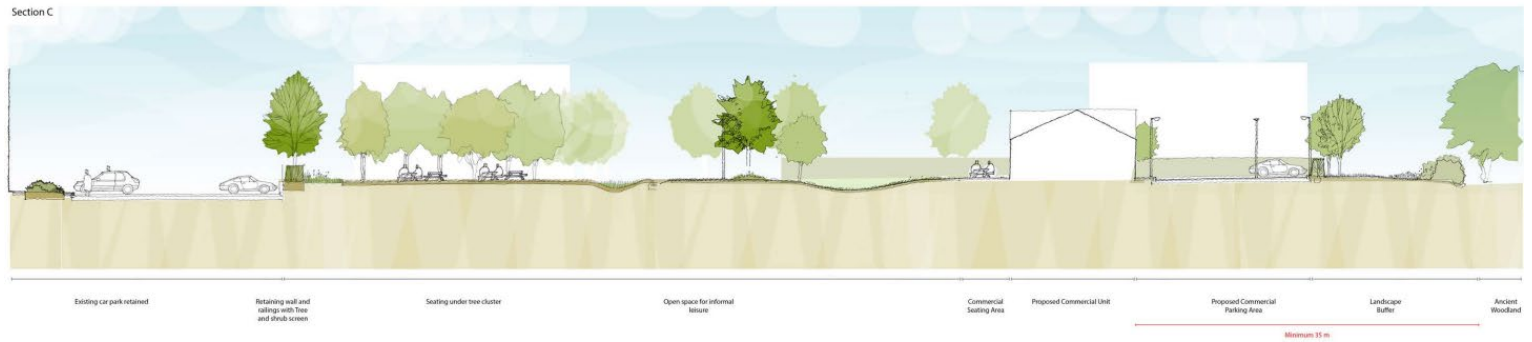 Section C
Existing car park retained
Retaining wall and
railings with Tree
and shrub screen
Seating under tree cluster
Open space for informal
leisure
Commercial
Seating Area
Proposed Commercial Unit
Proposed Commercial
Parking Area
Landscape
Buffer
Ancient
Woodland
Minimum 35 m